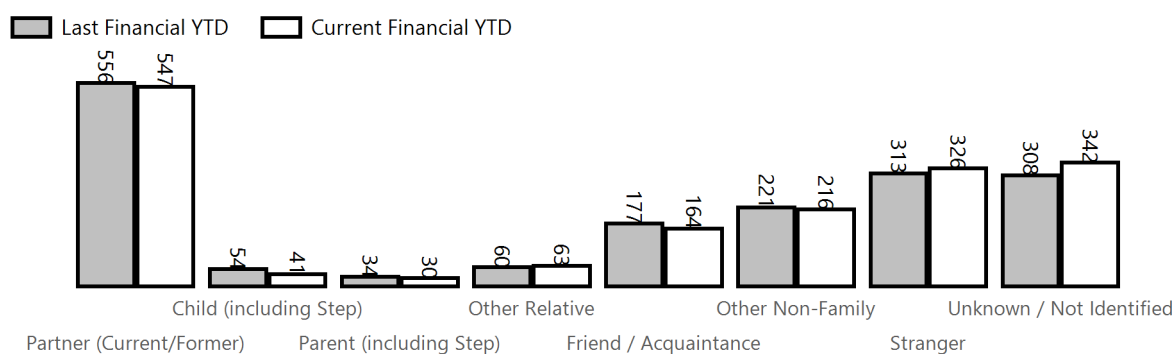 Last Financial YTD Current Financial YTD
556 547 54 41 34 30 60 63 177 164 221 216 313 326 308 342
Child (including Step) Other Relative Other Non-Family Unknown / Not Identified
Partner (Current/Former) Parent (including Step) Friend / Acquaintance Stranger